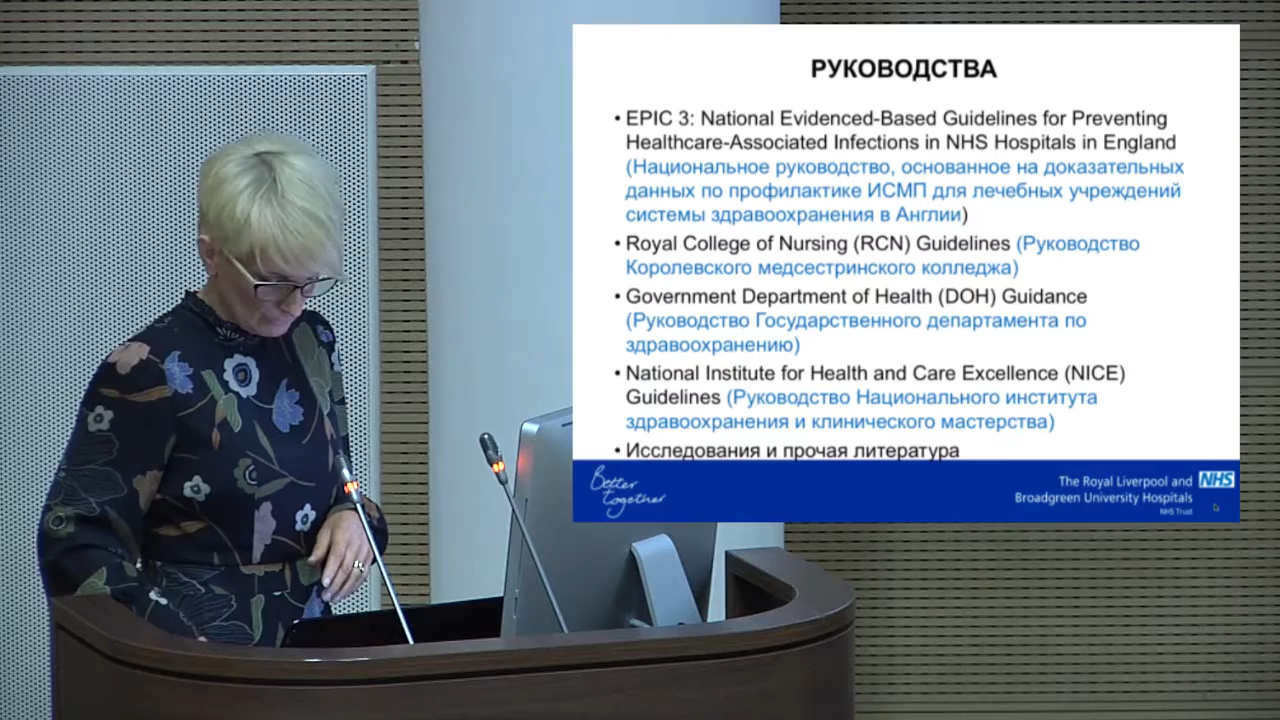 РУКОВОДСТВА
• EPIC 3: National Evidenced-Based Guidelines for Preventing
Healthcare-Associated Infections in NHS Hospitals in England
(Национальное руководство, основанное на доказательных
данных по профилактике ИСМП для лечебных учреждений
системы здравоохранения в Англии)
• Royal College of Nursing (RCN) Guidelines (Руководство
Королевского медсестринского колледжа)
• Government Department of Health (DOH) Guidance
(Руководство Государственного департамента по
здравоохранению)
• National Institute for Health and Care Excellence (NICE)
Guidelines (Руководство Национального института
здравоохранения и клинического мастерства)
• Исследования и прочая литература
Better
together
The Royal Liverpool and NHS
Broadgreen University Hospitals
NHS Trust